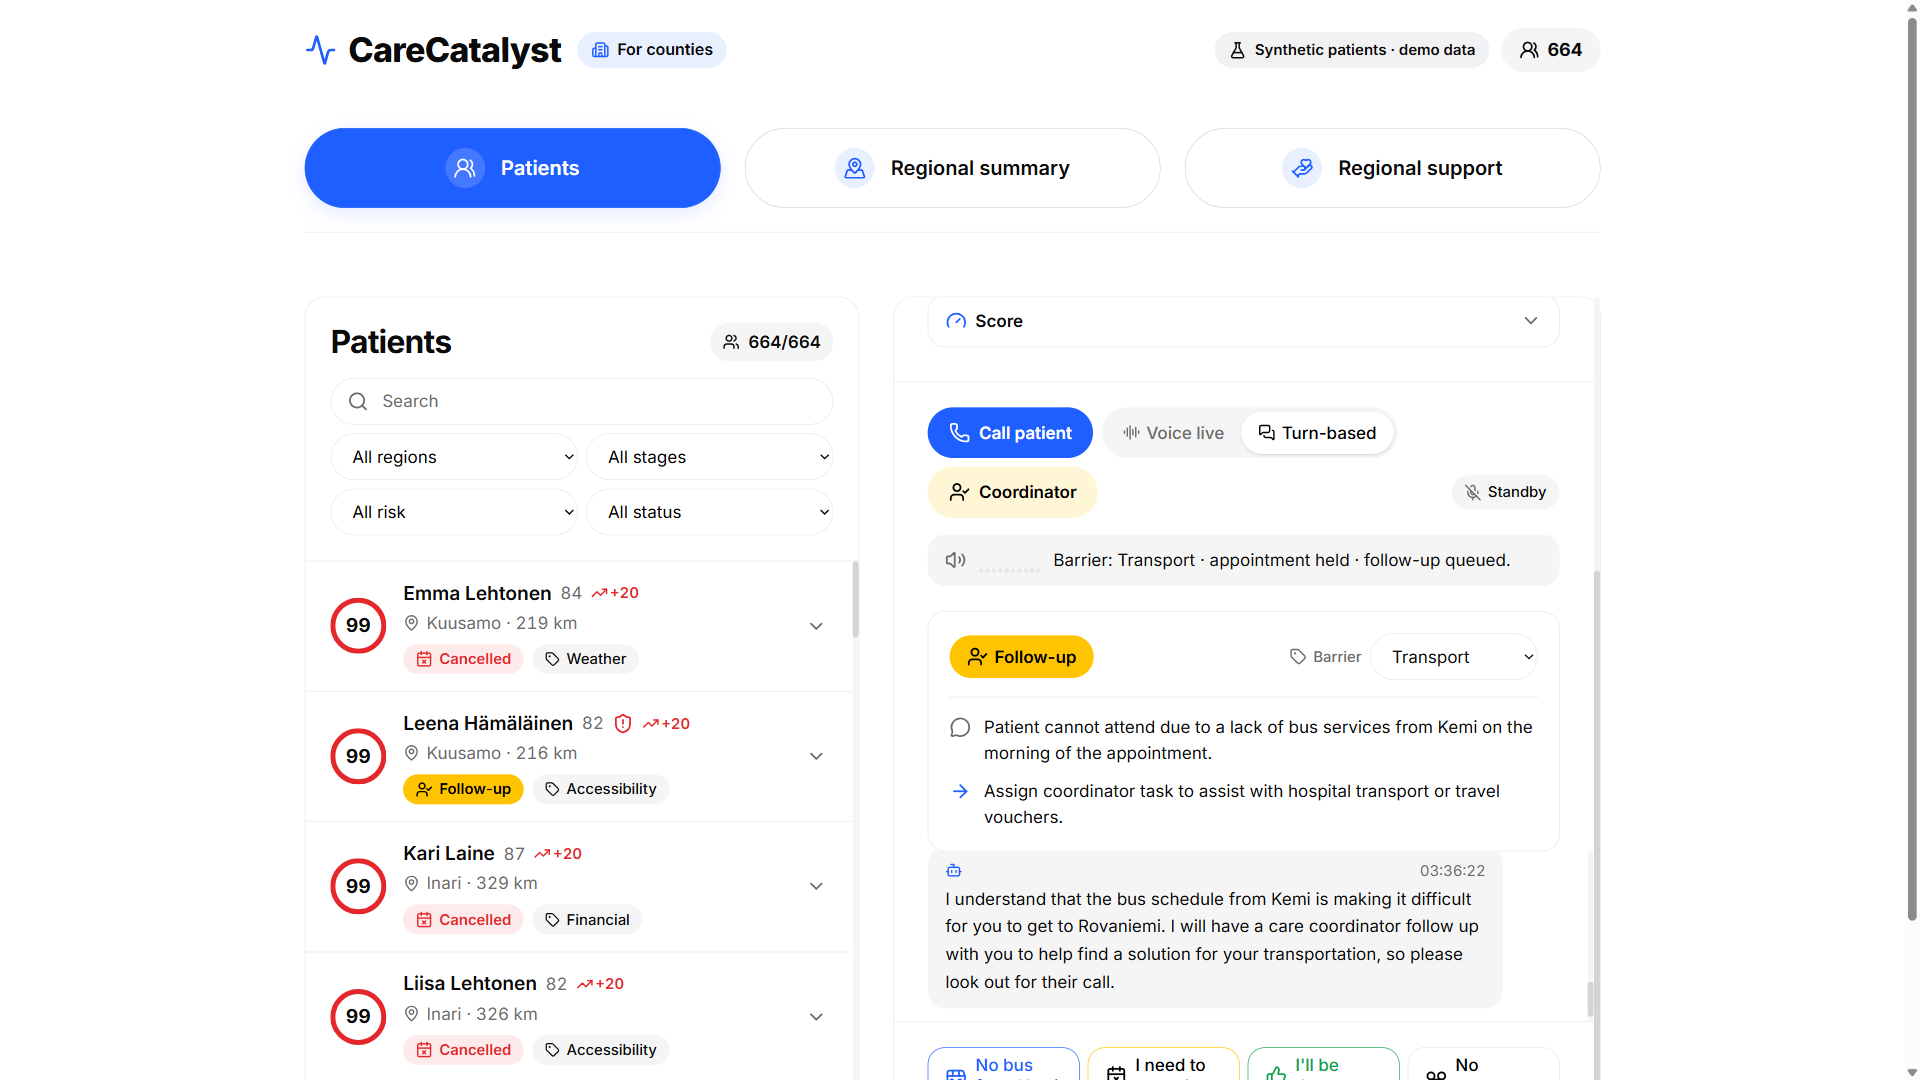 CareCatalyst
For counties
Synthetic patients · demo data
664
Patients
Regional summary
Regional support
Patients
664/664
Search
All regions
All stages
All risk
All status
99
Emma Lehtonen 84 +20
Kuusamo · 219 km
Cancelled
Weather
99
Leena Hämäläinen 82 +20
Kuusamo · 216 km
Follow-up
Accessibility
99
Kari Laine 87 +20
Inari · 329 km
Cancelled
Financial
99
Liisa Lehtonen 82 +20
Inari · 326 km
Cancelled
Accessibility
Score
Call patient
Voice live
Turn-based
Coordinator
Standby
Barrier: Transport · appointment held · follow-up queued.
Follow-up
Barrier
Transport
Patient cannot attend due to a lack of bus services from Kemi on the
morning of the appointment.
Assign coordinator task to assist with hospital transport or travel
vouchers.
03:36:22
I understand that the bus schedule from Kemi is making it difficult
for you to get to Rovaniemi. I will have a care coordinator follow up
with you to help find a solution for your transportation, so please
look out for their call.
No bus
I need to
I'll be
No